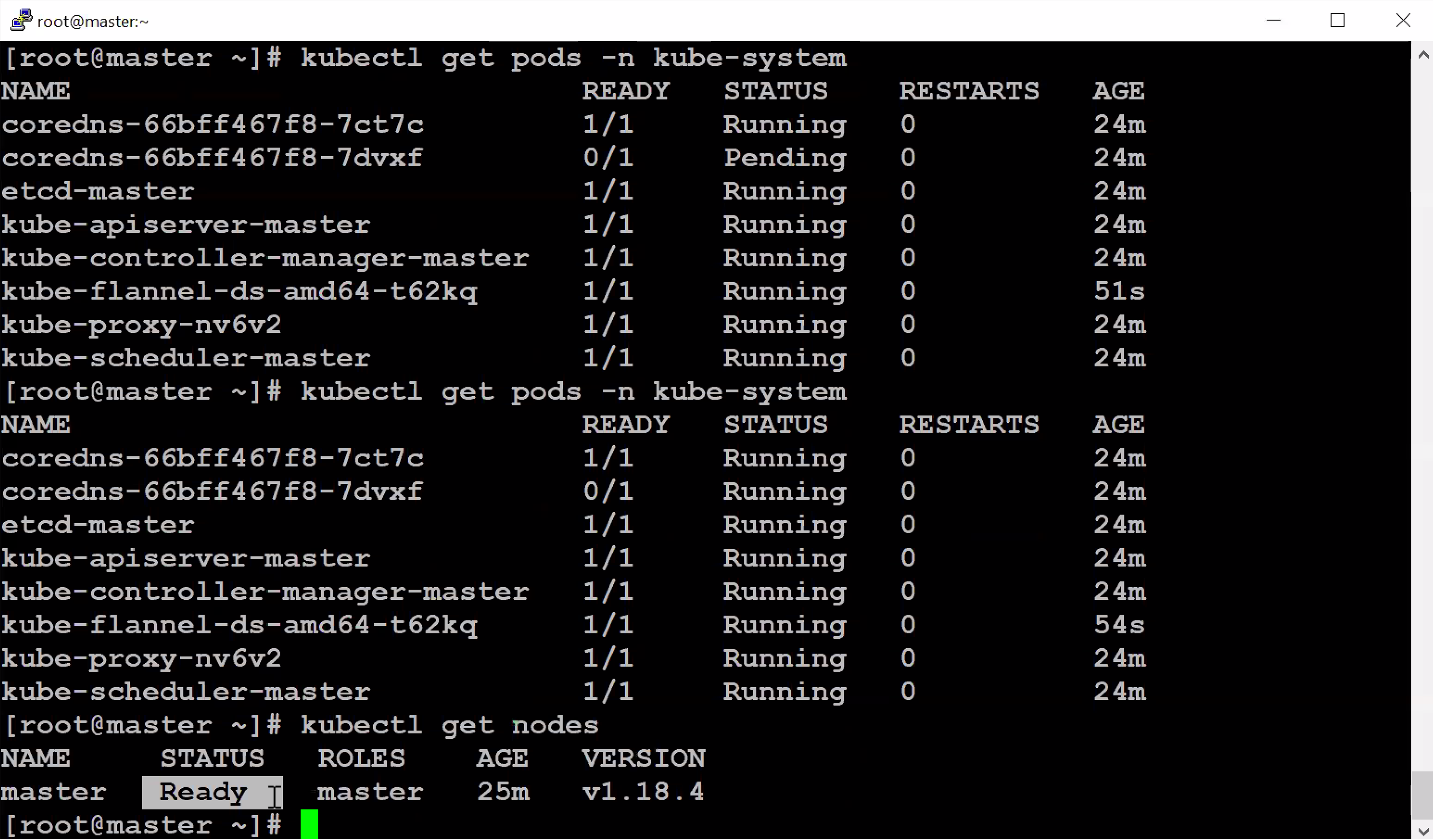 root@master:~
[root@master ~]# kubectl get pods -n kube-system
NAME READY STATUS RESTARTS AGE
coredns-66bff467f8-7ct7c 1/1 Running 0 24m
coredns-66bff467f8-7dvxf 0/1 Pending 0 24m
etcd-master 1/1 Running 0 24m
kube-apiserver-master 1/1 Running 0 24m
kube-controller-manager-master 1/1 Running 0 24m
kube-flannel-ds-amd64-t62kq 1/1 Running 0 51s
kube-proxy-nv6v2 1/1 Running 0 24m
kube-scheduler-master 1/1 Running 0 24m
[root@master ~]# kubectl get pods -n kube-system
NAME READY STATUS RESTARTS AGE
coredns-66bff467f8-7ct7c 1/1 Running 0 24m
coredns-66bff467f8-7dvxf 0/1 Running 0 24m
etcd-master 1/1 Running 0 24m
kube-apiserver-master 1/1 Running 0 24m
kube-controller-manager-master 1/1 Running 0 24m
kube-flannel-ds-amd64-t62kq 1/1 Running 0 54s
kube-proxy-nv6v2 1/1 Running 0 24m
kube-scheduler-master 1/1 Running 0 24m
[root@master ~]# kubectl get nodes
NAME STATUS ROLES AGE VERSION
master Ready master 25m v1.18.4
[root@master ~]#